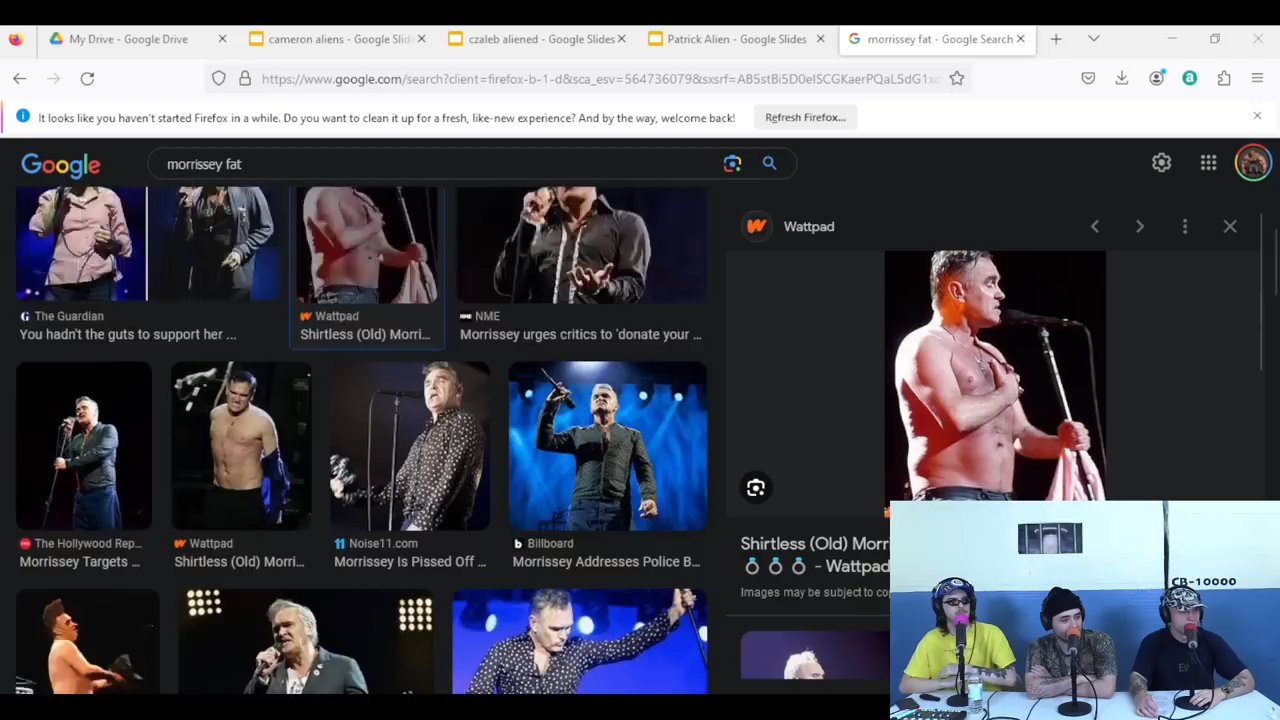 My Drive - Google Drive
cameron aliens - Google Slid
czaleb aliened - Google Slides
Patrick Alien - Google Slides
morrissey fat - Google Search
https://www.google.com/search?client=firefox-b-1-d&sca_esv=564736079&sxsrf=AB5stBi5D0eISCGKaerPQaL5dG1x
It looks like you haven't started Firefox in a while. Do you want to clean it up for a fresh, like-new experience? And by the way, welcome back!
Refresh Firefox...
Google
morrissey fat
Wattpad
The Guardian
You hadn't the guts to support her ...
Wattpad
Shirtless (Old) Morri...
NME
Morrissey urges critics to 'donate your ...
The Hollywood Rep...
Morrissey Targets ...
Wattpad
Shirtless (Old) Morri...
Noise11.com
Morrissey Is Pissed Off ...
Billboard
Morrissey Addresses Police B...
Shirtless (Old) Morri
- Wattpad
Images may be subject to co
CB-10000